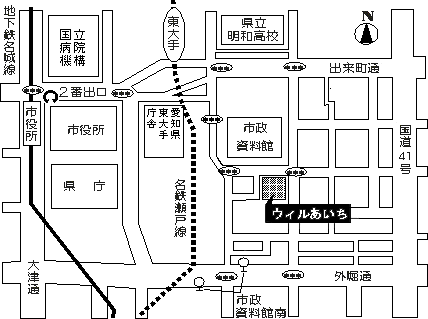 地下鉄名城線
国立
病院
機構
東大手
県立
明和高校
N
出来町通
2番出口
市役所
市役所
愛知県
東大手
庁舎
市政
資料館
国道41号
県庁
名鉄瀬戸線
ウィルあいち
大津通
外堀通
市政
資料館南